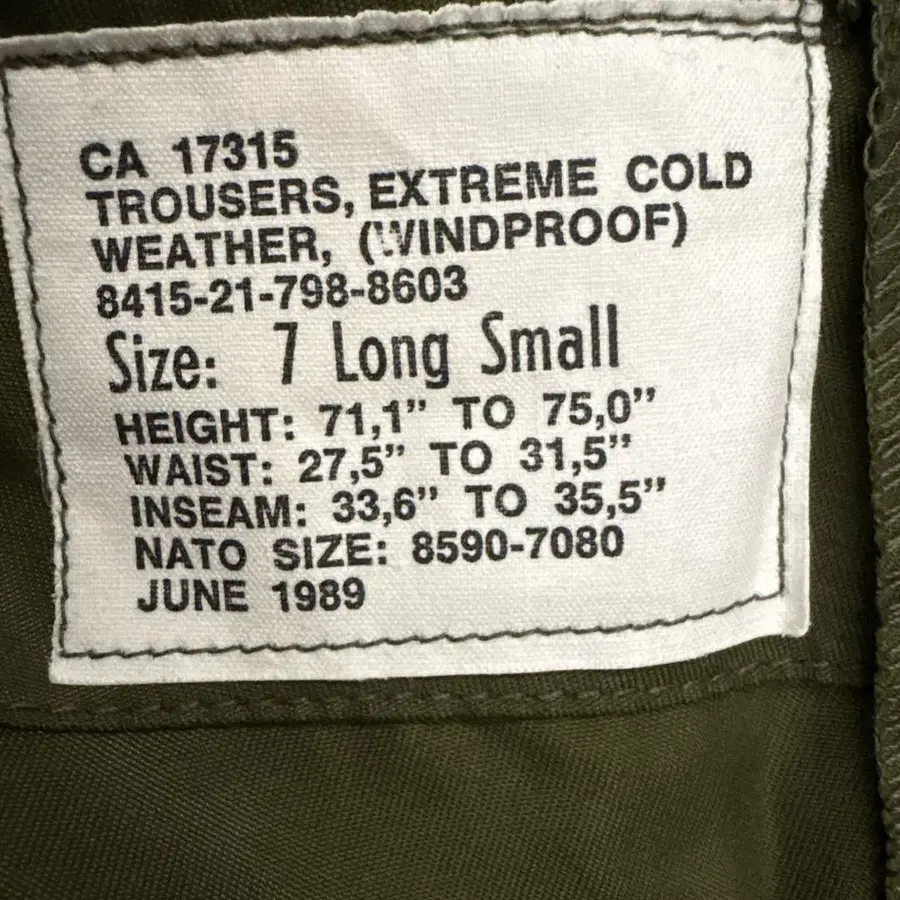 CA 17315
TROUSERS, EXTREME COLD
WEATHER, (WINDPROOF)
8415-21-798-8603
Size: 7 Long Small
HEIGHT: 71,1" TO 75,0"
WAIST: 27,5" TO 31,5"
INSEAM: 33,6" TO 35,5"
NATO SIZE: 8590-7080
JUNE 1989